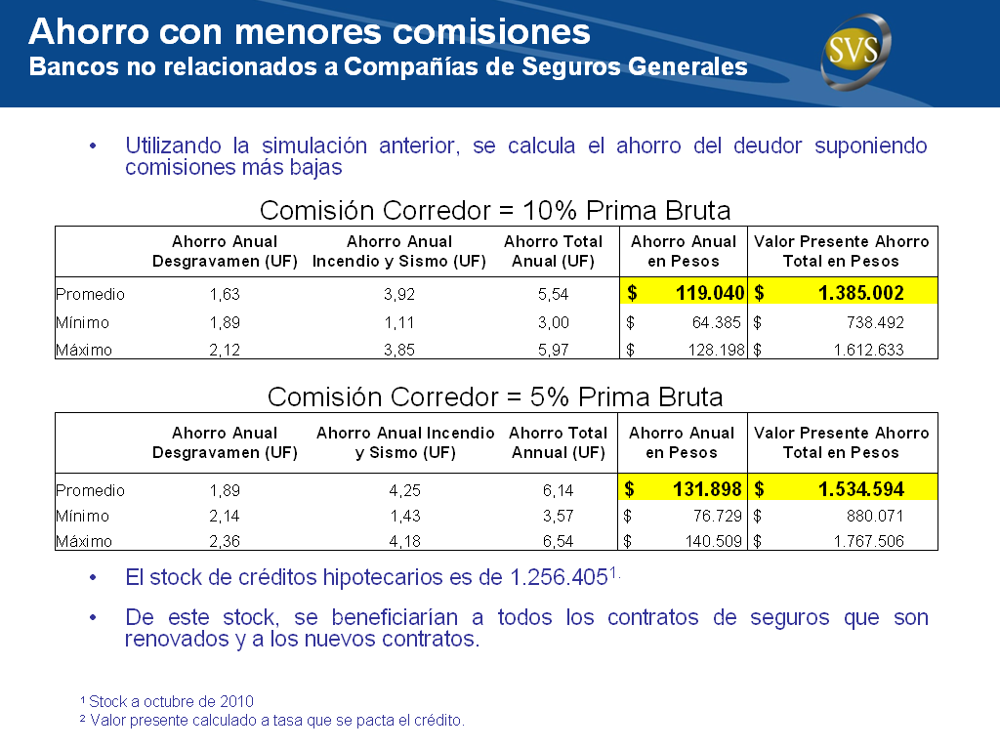 Ahorro con menores comisiones
Bancos no relacionados a Compañías de Seguros Generales
SVS
• Utilizando la simulación anterior, se calcula el ahorro del deudor suponiendo
comisiones más bajas
Comisión Corredor = 10% Prima Bruta
Ahorro Anual Ahorro Anual Ahorro Total Ahorro Anual Valor Presente Ahorro
Desgravamen (UF) Incendio y Sismo (UF) Anual (UF) en Pesos Total en Pesos
Promedio 1,63 3,92 5,54 $ 119.040 $ 1.385.002
Mínimo 1,89 1,11 3,00 $ 64.385 $ 738.492
Máximo 2,12 3,85 5,97 $ 128.198 $ 1.612.633
Comisión Corredor = 5% Prima Bruta
Ahorro Anual Ahorro Anual Incendio Ahorro Total Ahorro Anual Valor Presente Ahorro
Desgravamen (UF) y Sismo (UF) Annual (UF) en Pesos Total en Pesos
Promedio 1,89 4,25 6,14 $ 131.898 $ 1.534.594
Mínimo 2,14 1,43 3,57 $ 76.729 $ 880.071
Máximo 2,36 4,18 6,54 $ 140.509 $ 1.767.506
• El stock de créditos hipotecarios es de 1.256.405¹.
• De este stock, se beneficiarían a todos los contratos de seguros que son
renovados y a los nuevos contratos.
¹ Stock a octubre de 2010
² Valor presente calculado a tasa que se pacta el crédito.